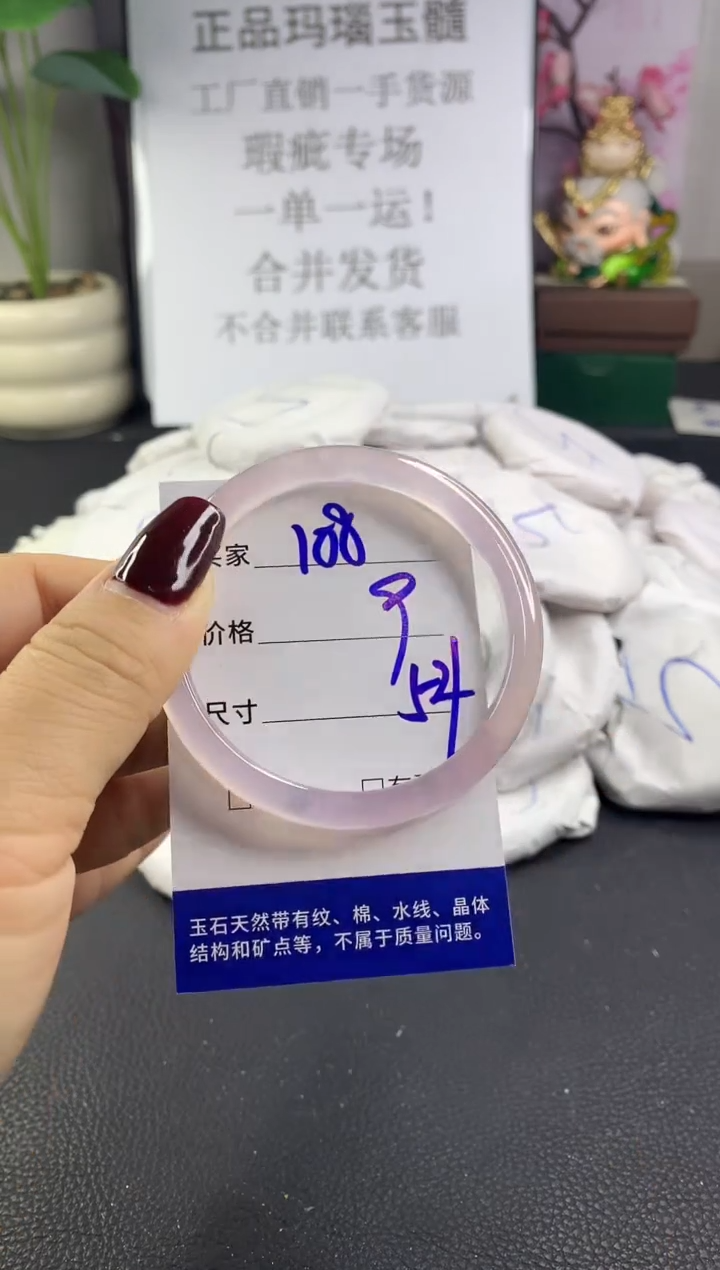 正品玛瑙玉髓
工厂直销一手货源
瑕疵专场
一单一运！
合并发货
不合并联系客服
家 108
价格
尺寸 54
玉石天然带有纹、棉、水线、晶体
结构和矿点等，不属于质量问题。